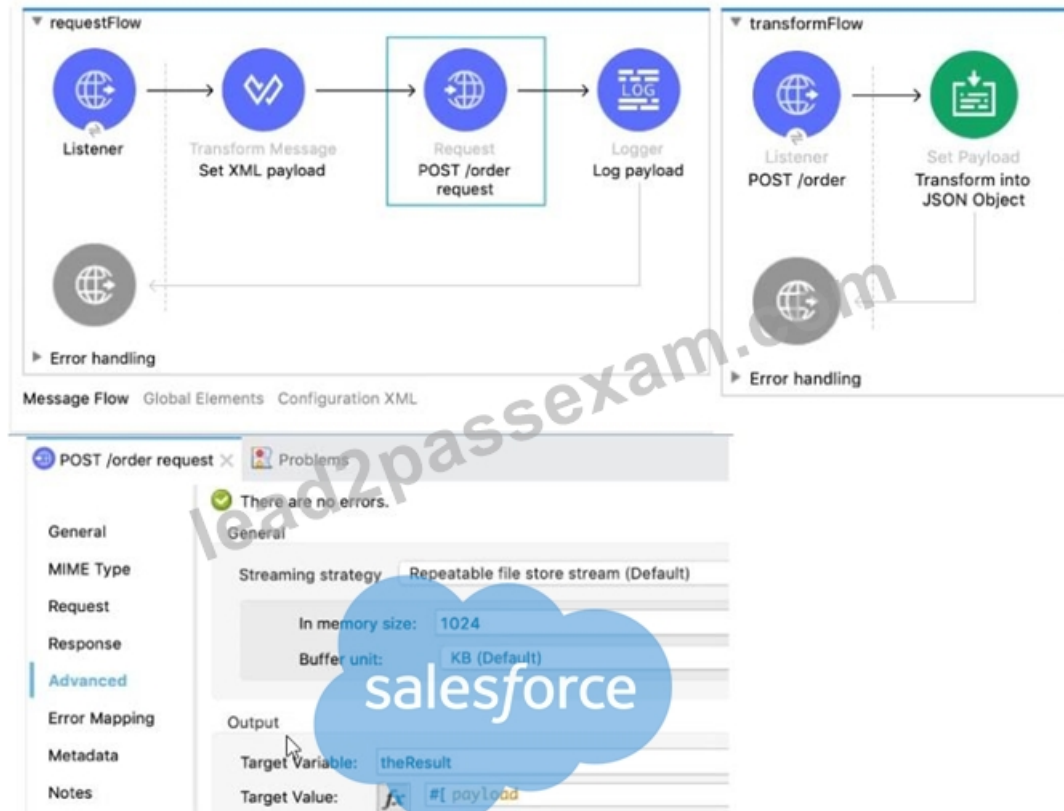 requestFlow
Listener
Transform Message
Set XML payload
Request
POST /order
request
LOG
Logger
Log payload
Error handling
transformFlow
Listener
POST /order
Set Payload
Transform into
JSON Object
Error handling
Message Flow Global Elements Configuration XML
lead2passexam.com
POST /order request Problems
There are no errors.
General
MIME Type
Request
Response
Advanced
Error Mapping
Metadata
Notes
General
Streaming strategy Repeatable file store stream (Default)
In memory size: 1024
Buffer unit: KB (Default)
salesforce
Output
Target Variable: theResult
Target Value: fx #[ payload